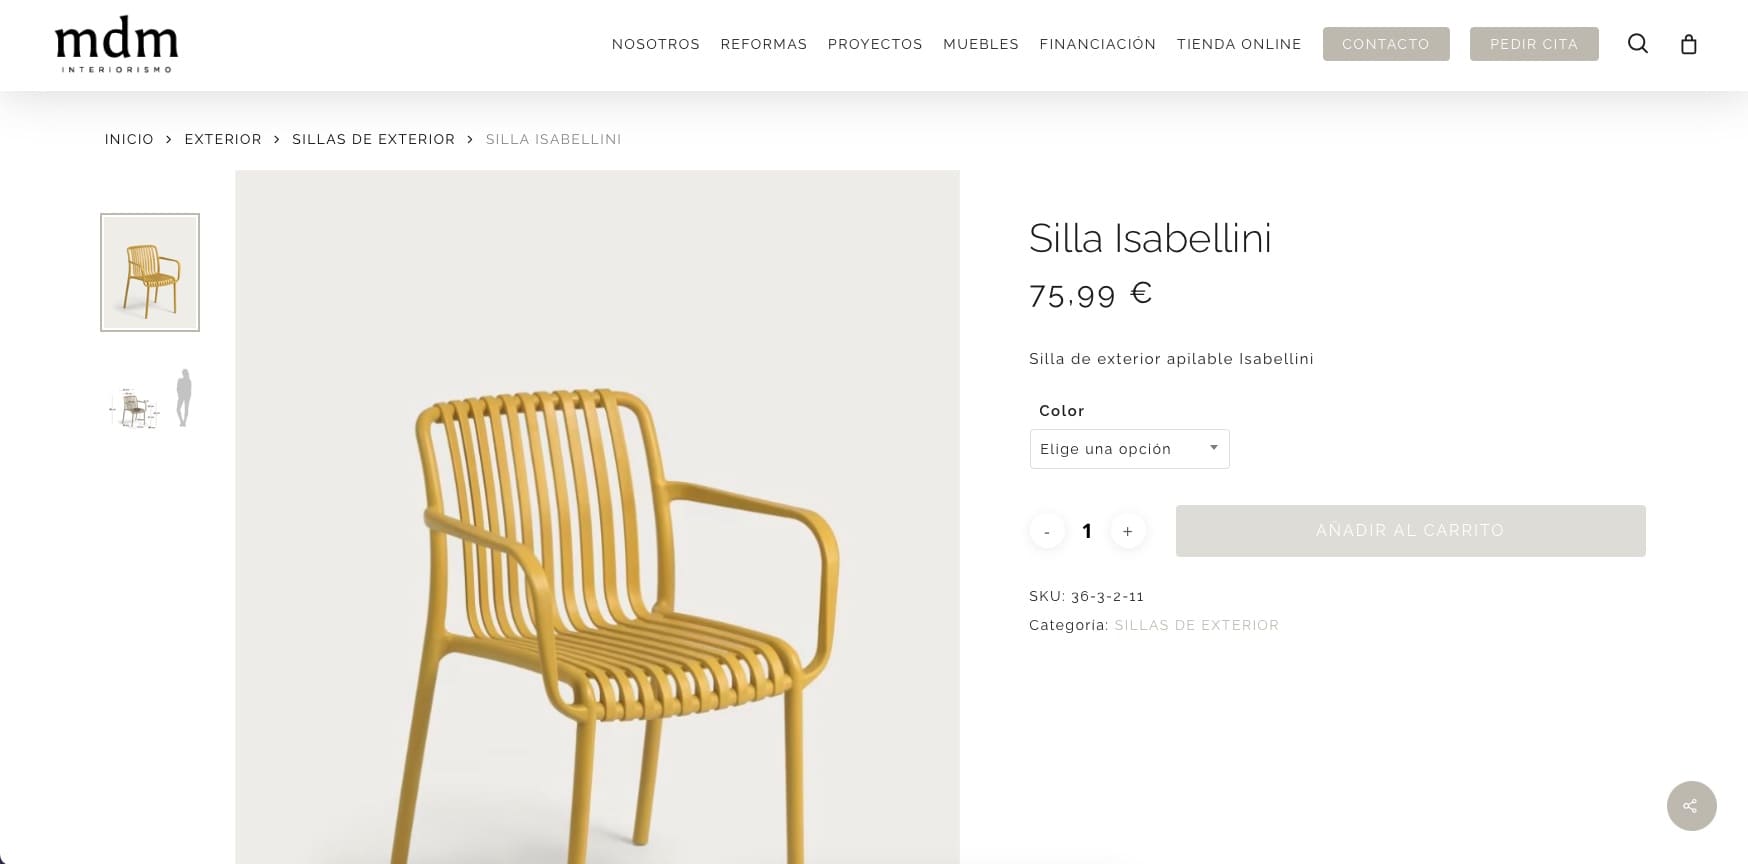 mdm
INTERIORISMO
NOSOTROS REFORMAS PROYECTOS MUEBLES FINANCIACIÓN TIENDA ONLINE CONTACTO PEDIR CITA
INICIO > EXTERIOR > SILLAS DE EXTERIOR > SILLA ISABELLINI
Silla Isabellini
75,99 €
Silla de exterior apilable Isabellini
Color
Elige una opción
- 1 + AÑADIR AL CARRITO
SKU: 36-3-2-11
Categoría: SILLAS DE EXTERIOR